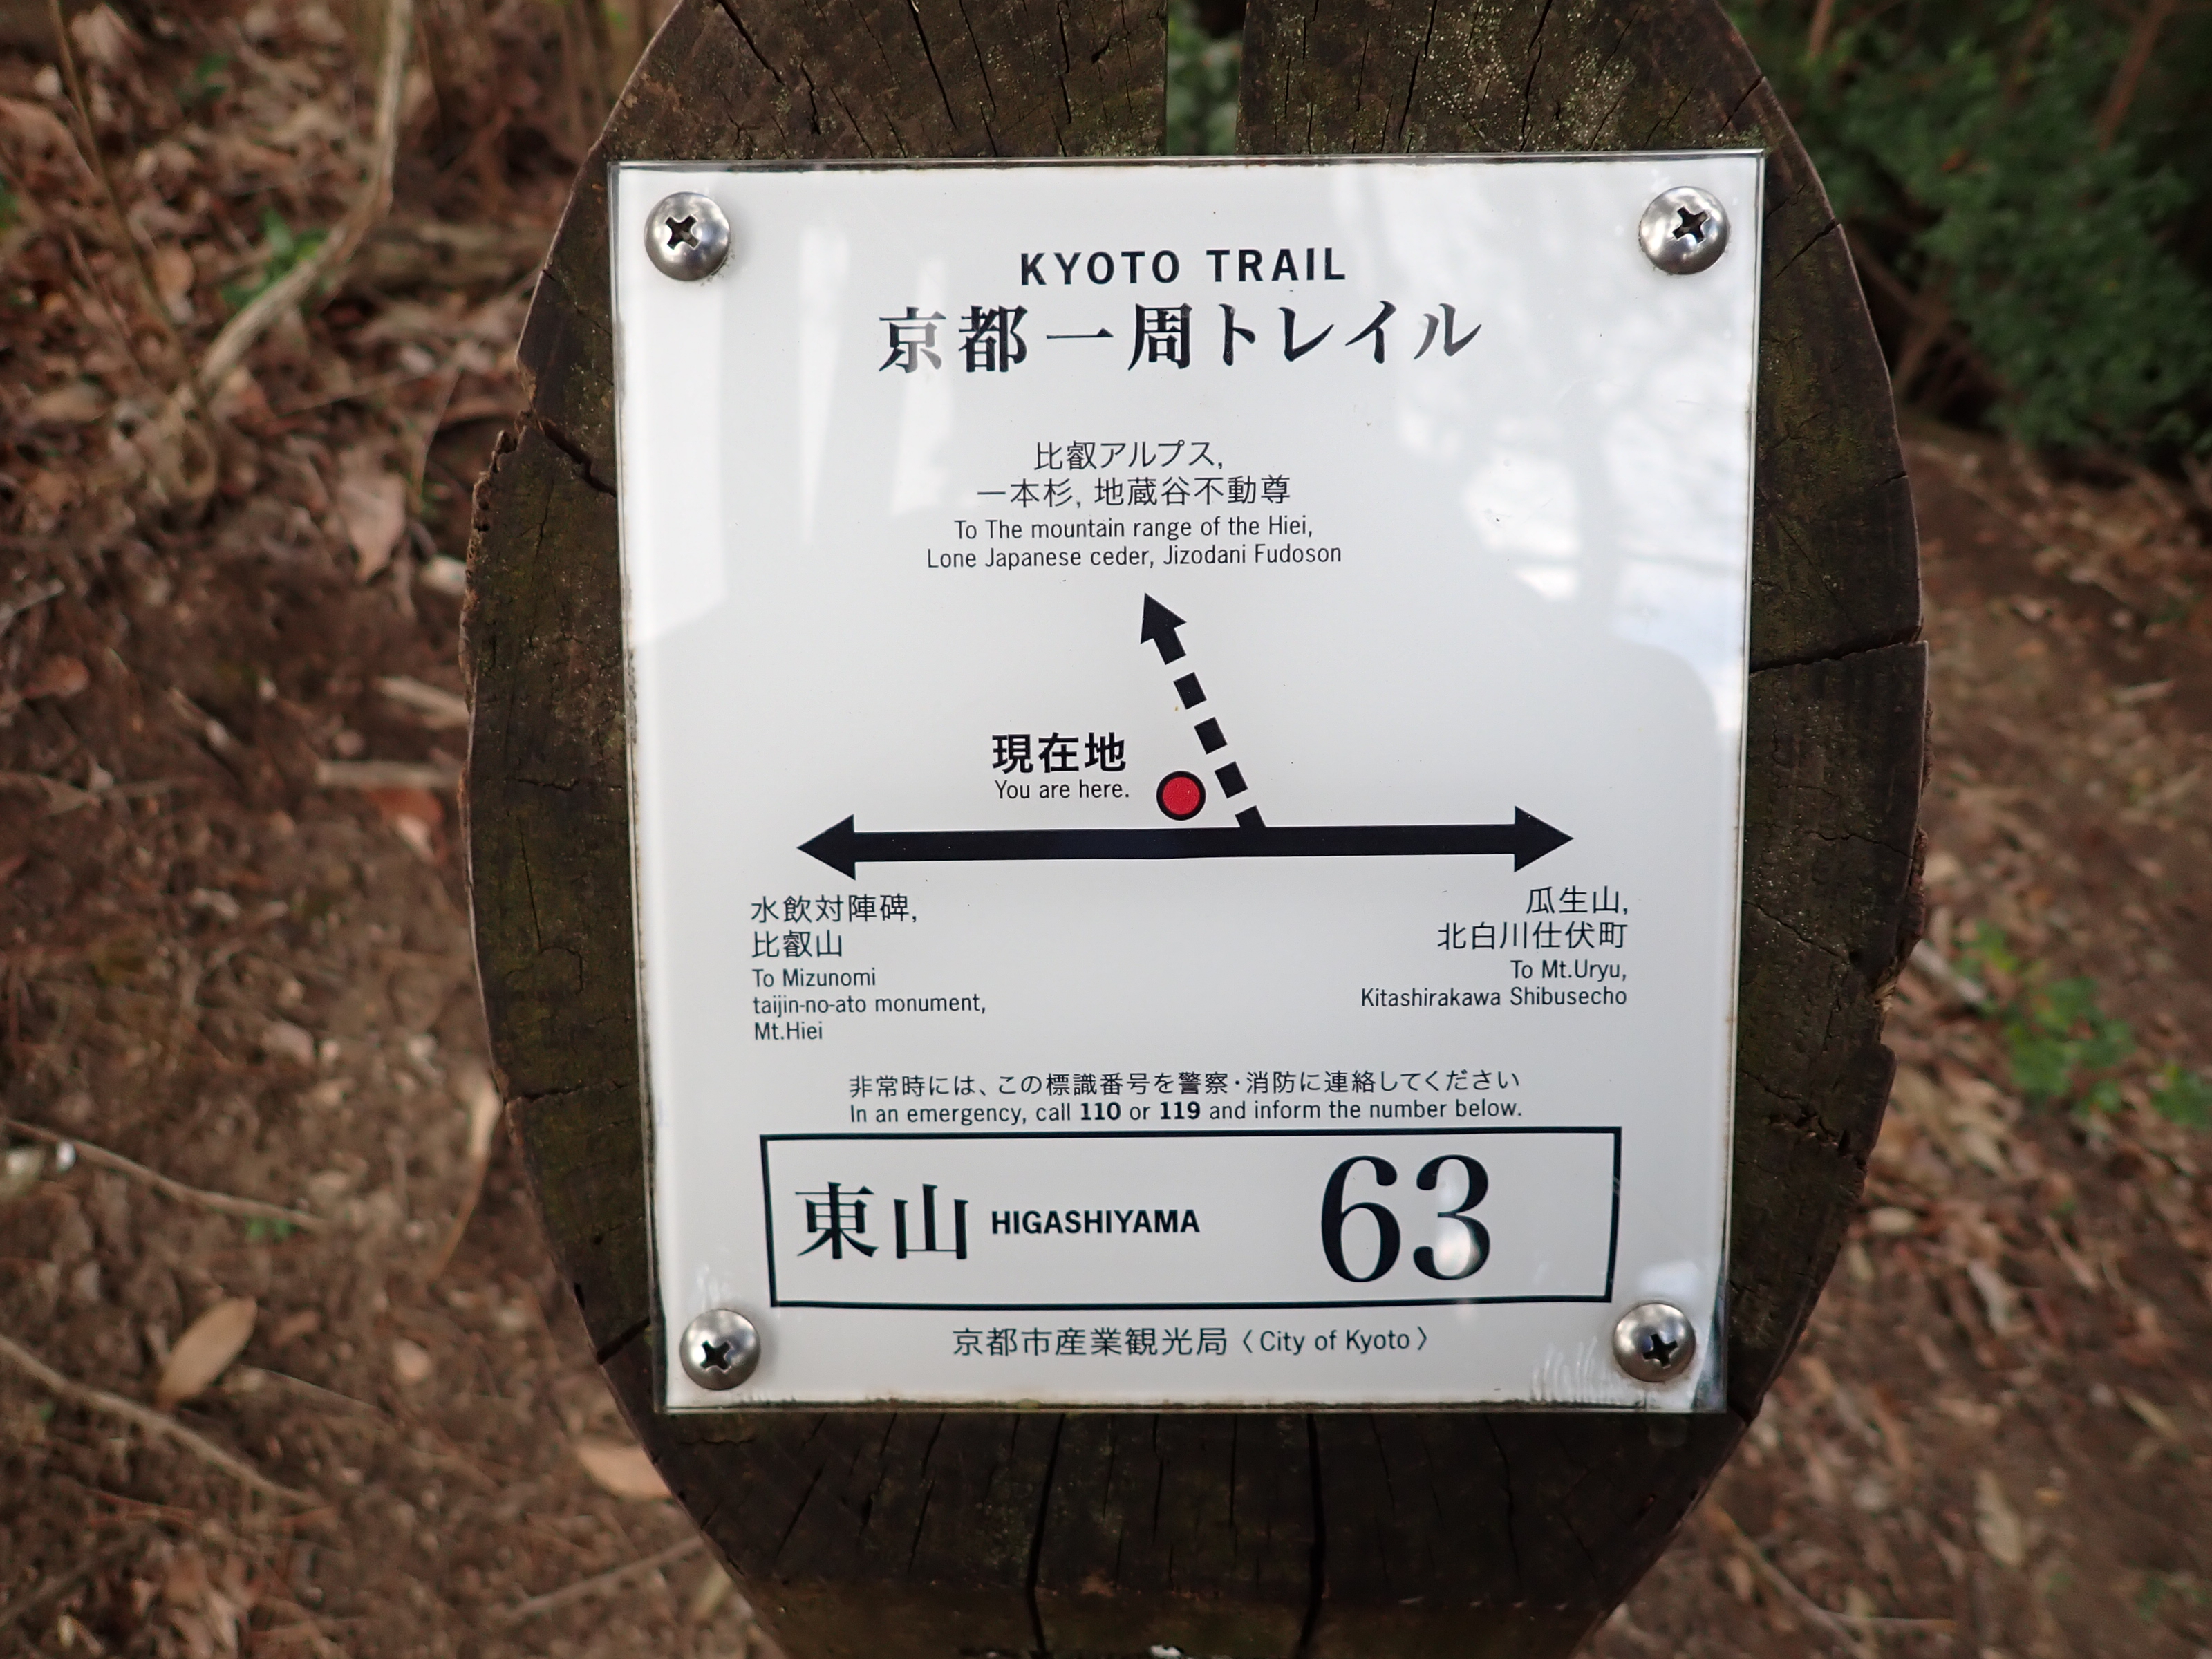 KYOTO TRAIL
京都一周トレイル
比叡アルプス,
一本杉, 地蔵谷不動尊
To The mountain range of the Hiei,
Lone Japanese ceder, Jizodani Fudoson
現在地
You are here.
水飲対陣碑,
比叡山
To Mizunomi
taijin-no-ato monument,
Mt.Hiei
瓜生山,
北白川仕伏町
To Mt.Uryu,
Kitashirakawa Shibusecho
非常時には、この標識番号を警察・消防に連絡してください
In an emergency, call 110 or 119 and inform the number below.
東山 HIGASHIYAMA 63
京都市産業観光局〈City of Kyoto〉